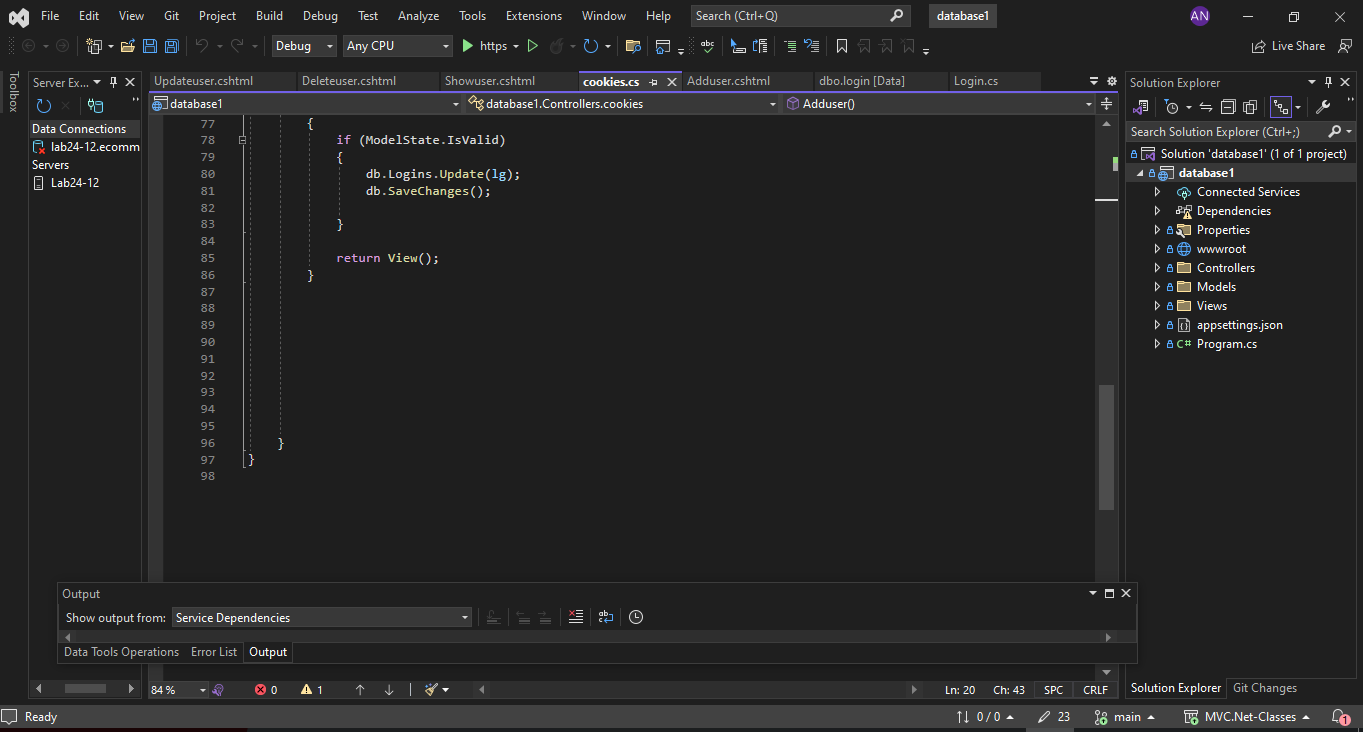 File Edit View Git Project Build Debug Test Analyze Tools Extensions Window Help Search (Ctrl+Q) database1 AN
Debug Any CPU https Live Share
Toolbox
Server Ex...
Data Connections
lab24-12.ecomm
Servers
Lab24-12
Updateuser.cshtml Deleteuser.cshtml Showuser.cshtml cookies.cs Adduser.cshtml dbo.login [Data] Login.cs
database1 database1.Controllers.cookies Adduser()
77 {
78 if (ModelState.IsValid)
79 {
80 db.Logins.Update(lg);
81 db.SaveChanges();
82
83 }
84
85 return View();
86 }
87
88
89
90
91
92
93
94
95
96 }
97 }
98
Output
Show output from: Service Dependencies
Data Tools Operations Error List Output
84 % 0 1 Ln: 20 Ch: 43 SPC CRLF
Solution Explorer
Search Solution Explorer (Ctrl+;)
Solution 'database1' (1 of 1 project)
database1
Connected Services
Dependencies
Properties
wwwroot
Controllers
Models
Views
appsettings.json
C# Program.cs
Solution Explorer Git Changes
Ready 0 / 0 23 main MVC.Net-Classes 1